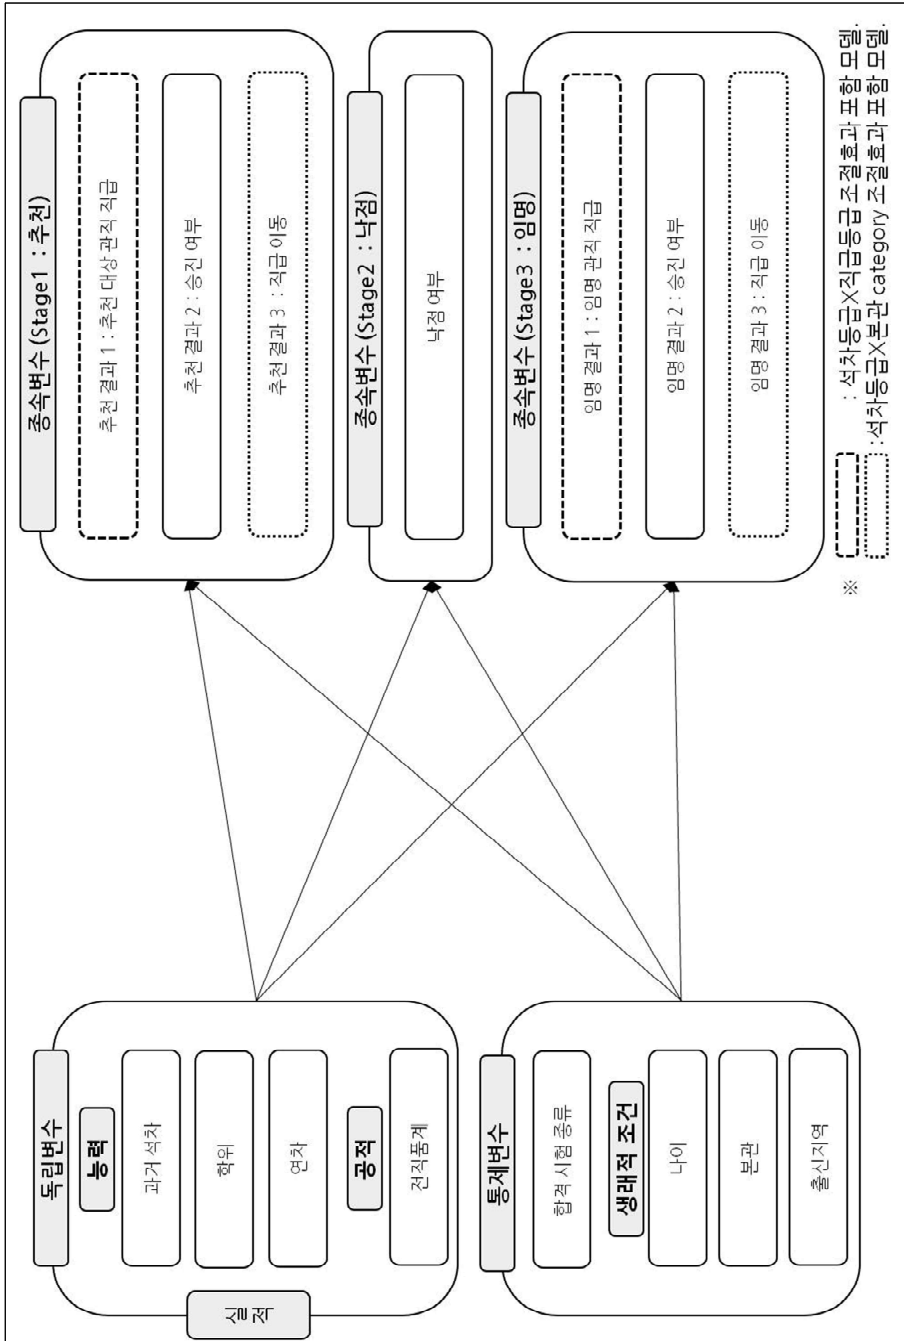 독립변수
능력
과거 석차
학위
연차
공적
전직품계
실적
통제변수
합격 시험 종류
생태적 조건
나이
본관
출신지역
종속변수 (Stage1 : 추천)
추천 결과 1 : 추천 대상 관직 직급
추천 결과 2 : 승진 여부
추천 결과 3 : 직급 이동
종속변수 (Stage2 : 낙점)
낙점 여부
종속변수 (Stage3 : 임명)
임명 결과 1 : 임명 관직 직급
임명 결과 2 : 승진 여부
임명 결과 3 : 직급 이동
※ : 석차등급X직급등급 조절효과 포함 모델.
: 석차등급X본관 category 조절효과 포함 모델.